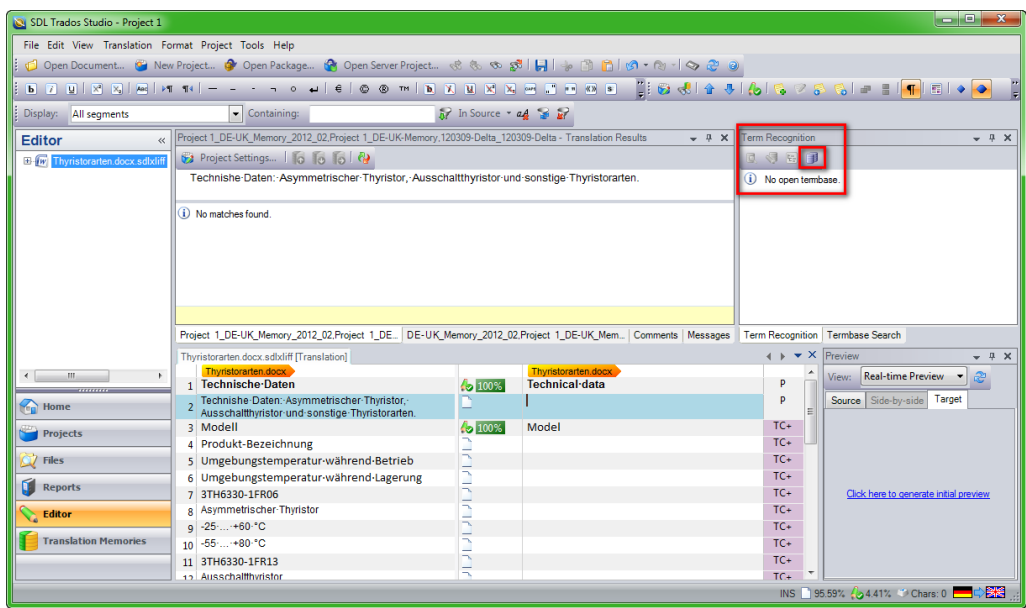 SDL Trados Studio - Project 1
File Edit View Translation Format Project Tools Help
Open Document... New Project... Open Package... Open Server Project...
Display: All segments Containing: In Source
Editor
Thyristorarten.docx.sdlxliff
Home
Projects
Files
Reports
Editor
Translation Memories
Project 1_DE-UK_Memory_2012_02,Project 1_DE-UK-Memory,120309-Delta_120309-Delta - Translation Results
Project Settings...
Technishe·Daten:·Asymmetrischer·Thyristor,·Ausschaltthyristor·und·sonstige·Thyristorarten.
No matches found.
Project 1_DE-UK_Memory_2012_02,Project 1_DE... DE-UK_Memory_2012_02,Project 1_DE-UK_Mem... Comments Messages
Term Recognition
No open termbase.
Term Recognition Termbase Search
Thyristorarten.docx.sdlxliff [Translation]
Thyristorarten.docx Thyristorarten.docx
1 Technische·Daten 100% Technical·data P
2 Technishe·Daten:·Asymmetrischer·Thyristor,· P
Ausschaltthyristor·und·sonstige·Thyristorarten.
3 Modell 100% Model TC+
4 Produkt-Bezeichnung TC+
5 Umgebungstemperatur·während·Betrieb TC+
6 Umgebungstemperatur·während·Lagerung TC+
7 3TH6330-1FR06 TC+
8 Asymmetrischer·Thyristor TC+
9 -25·...·+60·°C TC+
10 -55·...·+80·°C TC+
11 3TH6330-1FR13 TC+
12 Ausschaltthyristor TC+
Preview
View: Real-time Preview
Source Side-by-side Target
Click here to generate initial preview
INS 95.59% 4.41% Chars: 0